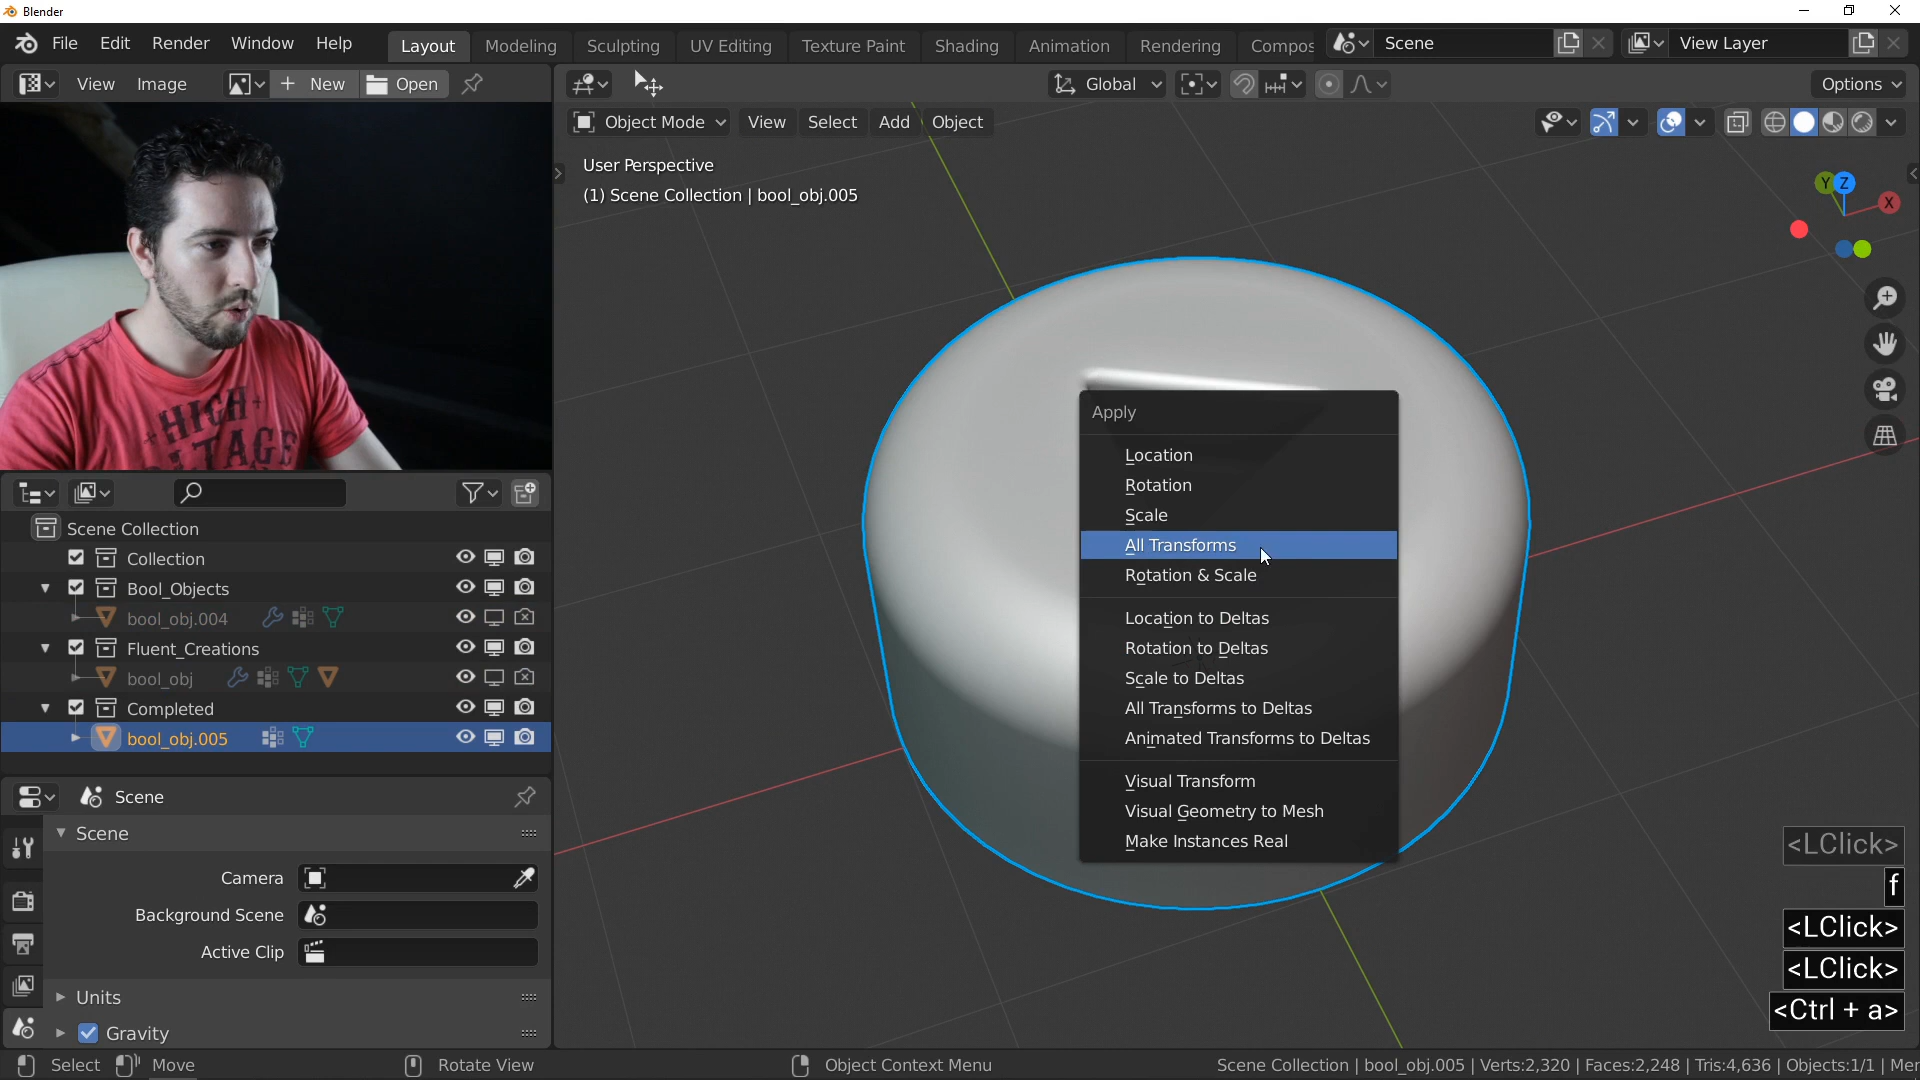 Blender
File Edit Render Window Help Layout Modeling Sculpting UV Editing Texture Paint Shading Animation Rendering Compos Scene View Layer
View Image New Open Global Options
Object Mode View Select Add Object
User Perspective
(1) Scene Collection | bool_obj.005
Y Z X
HIGH
VOLTAGE
Apply
Location
Rotation
Scale
All Transforms
Rotation & Scale
Location to Deltas
Rotation to Deltas
Scale to Deltas
All Transforms to Deltas
Animated Transforms to Deltas
Visual Transform
Visual Geometry to Mesh
Make Instances Real
Scene Collection
Collection
Bool_Objects
bool_obj.004
Fluent_Creations
bool_obj
Completed
bool_obj.005
Scene
Scene
Camera
Background Scene
Active Clip
Units
Gravity
<LClick>
f
<LClick>
<LClick>
<Ctrl + a>
Select Move Rotate View Object Context Menu Scene Collection | bool_obj.005 | Verts:2,320 | Faces:2,248 | Tris:4,636 | Objects:1/1 | Mer